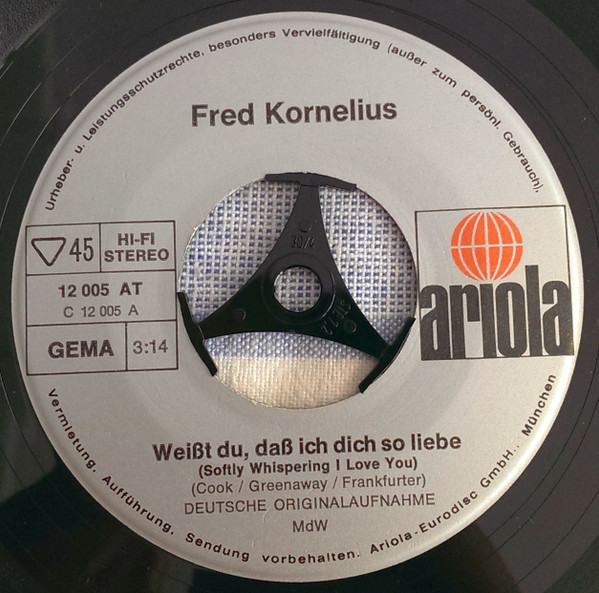 Urheber- u. Leistungsschutzrechte, besonders Vervielfältigung (außer zum persönl. Gebrauch),
Fred Kornelius
45
HI-FI
STEREO
12 005 AT
C 12 005 A
GEMA
3:14
ariola
30/4
Weißt du, daß ich dich so liebe
(Softly Whispering I Love You)
(Cook / Greenaway / Frankfurter)
DEUTSCHE ORIGINALAUFNAHME
MdW
Vermietung, Aufführung, Sendung vorbehalten. Ariola-Eurodisc GmbH., München